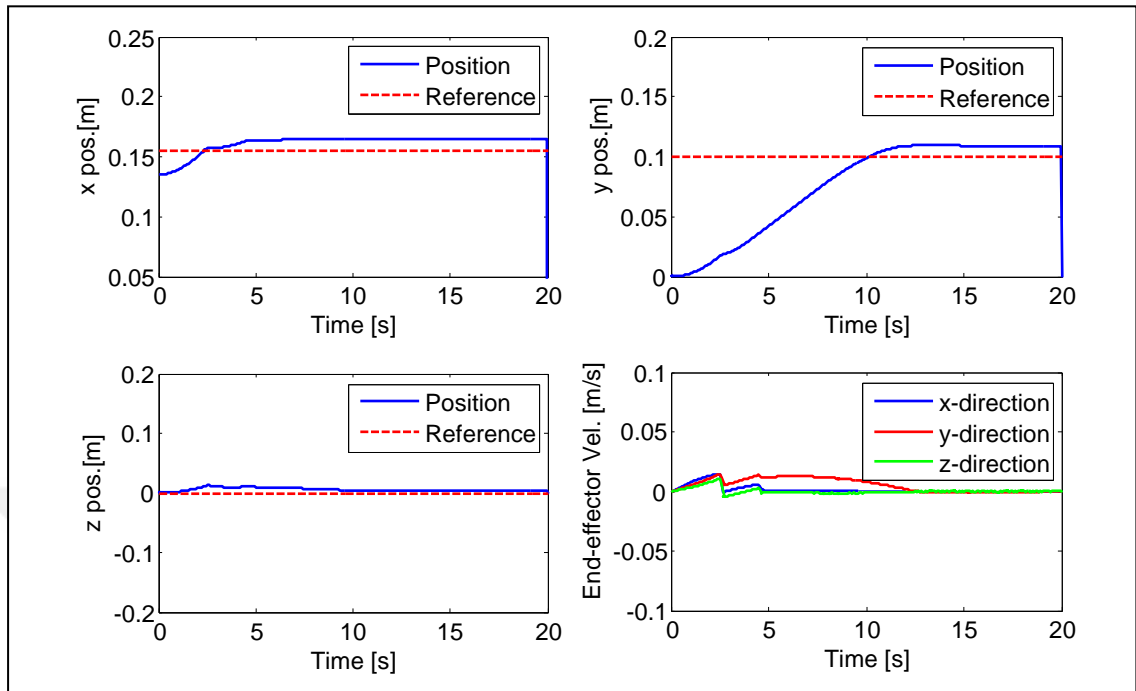 0.25
0.2
0.15
0.1
0.05
x pos.[m]
Position
Reference
0 5 10 15 20
Time [s]
0.2
0.15
0.1
0.05
0
y pos.[m]
Position
Reference
0 5 10 15 20
Time [s]
0.2
0.1
0
-0.1
-0.2
z pos.[m]
Position
Reference
0 5 10 15 20
Time [s]
0.1
0.05
0
-0.05
-0.1
End-effector Vel. [m/s]
x-direction
y-direction
z-direction
0 5 10 15 20
Time [s]